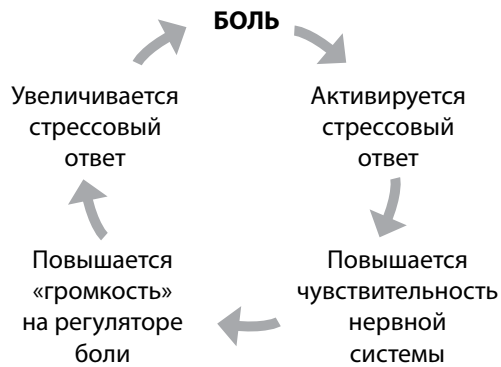 БОЛЬ
Активируется
стрессовый
ответ
Повышается
чувствительность
нервной
системы
Повышается
«громкость»
на регуляторе
боли
Увеличивается
стрессовый
ответ